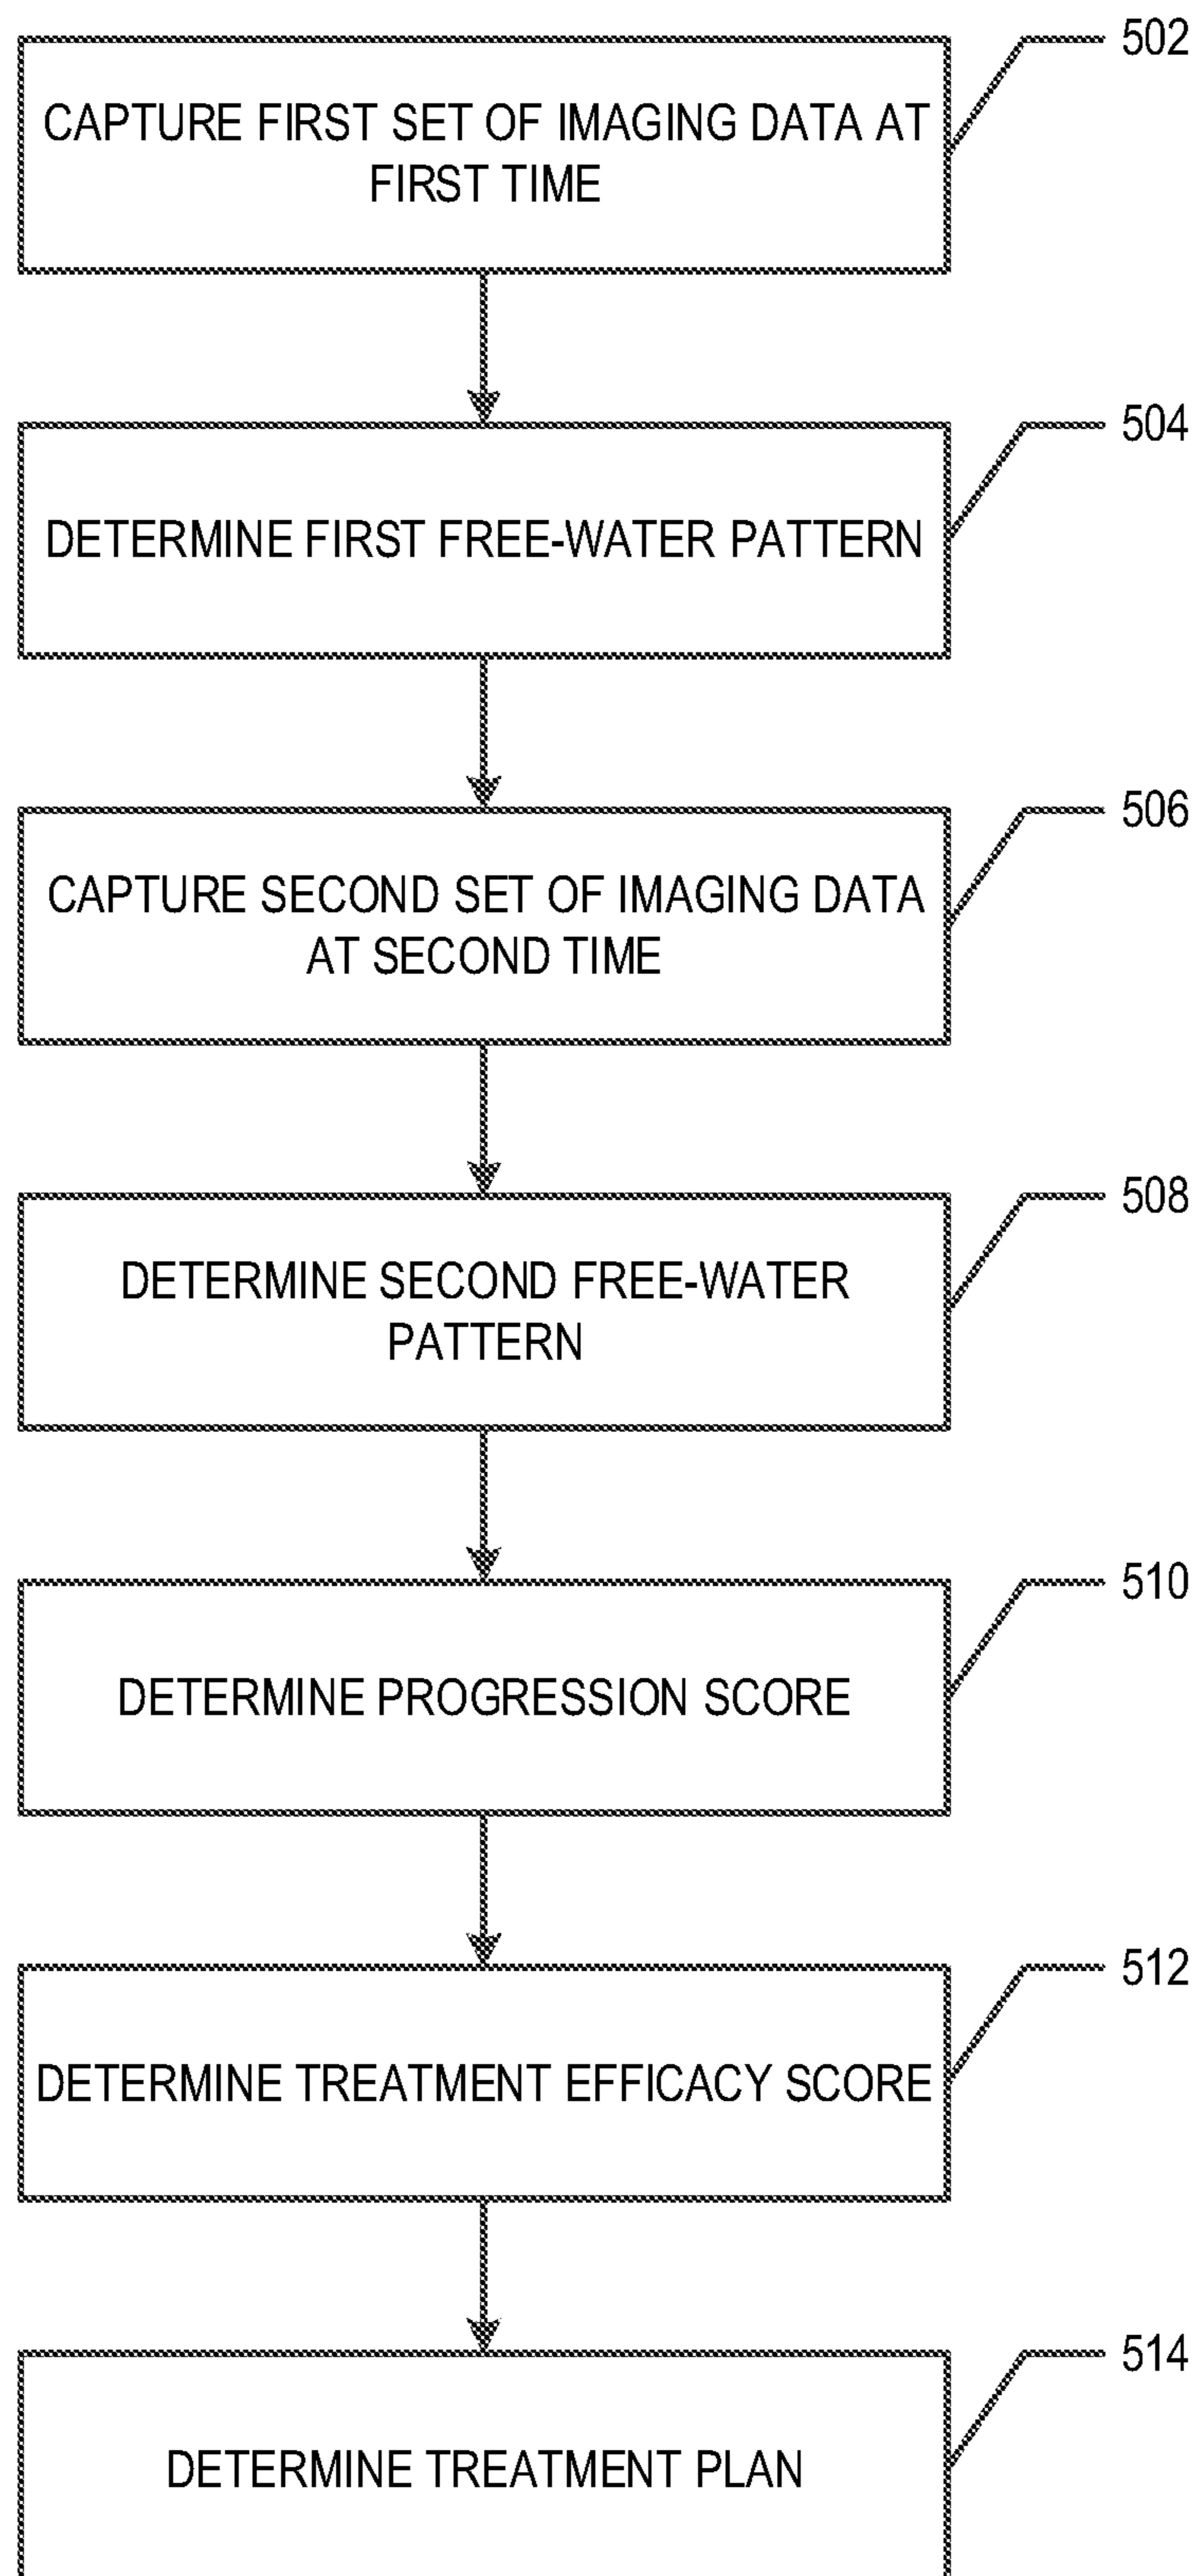 502
CAPTURE FIRST SET OF IMAGING DATA AT
FIRST TIME
504
DETERMINE FIRST FREE-WATER PATTERN
506
CAPTURE SECOND SET OF IMAGING DATA
AT SECOND TIME
508
DETERMINE SECOND FREE-WATER
PATTERN
510
DETERMINE PROGRESSION SCORE
512
DETERMINE TREATMENT EFFICACY SCORE
514
DETERMINE TREATMENT PLAN